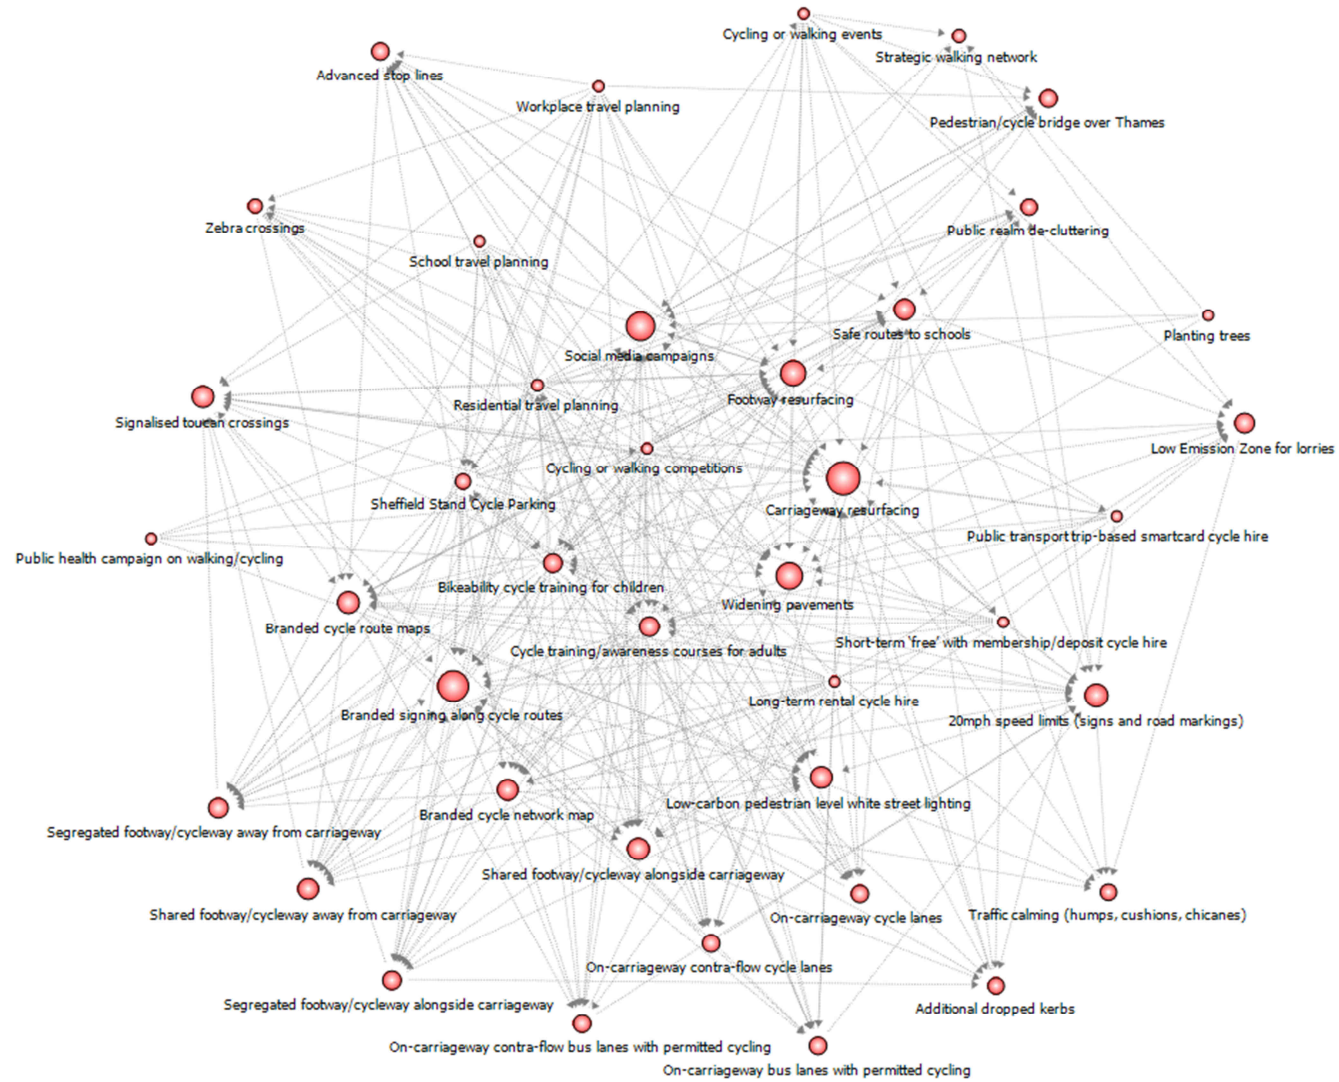 Cycling or walking events
Strategic walking network
Advanced stop lines
Workplace travel planning
Pedestrian/cycle bridge over Thames
Zebra crossings
Public realm de-cluttering
School travel planning
Safe routes to schools
Planting trees
Social media campaigns
Footway resurfacing
Residential travel planning
Signalised toucan crossings
Low Emission Zone for lorries
Cycling or walking competitions
Sheffield Stand Cycle Parking
Carriageway resurfacing
Public transport trip-based smartcard cycle hire
Public health campaign on walking/cycling
Bikeability cycle training for children
Widening pavements
Branded cycle route maps
Short-term 'free' with membership/deposit cycle hire
Cycle training/awareness courses for adults
Long-term rental cycle hire
Branded signing along cycle routes
20mph speed limits (signs and road markings)
Low-carbon pedestrian level white street lighting
Branded cycle network map
Segregated footway/cycleway away from carriageway
Shared footway/cycleway alongside carriageway
Shared footway/cycleway away from carriageway
On-carriageway cycle lanes
Traffic calming (humps, cushions, chicanes)
On-carriageway contra-flow cycle lanes
Segregated footway/cycleway alongside carriageway
Additional dropped kerbs
On-carriageway contra-flow bus lanes with permitted cycling
On-carriageway bus lanes with permitted cycling